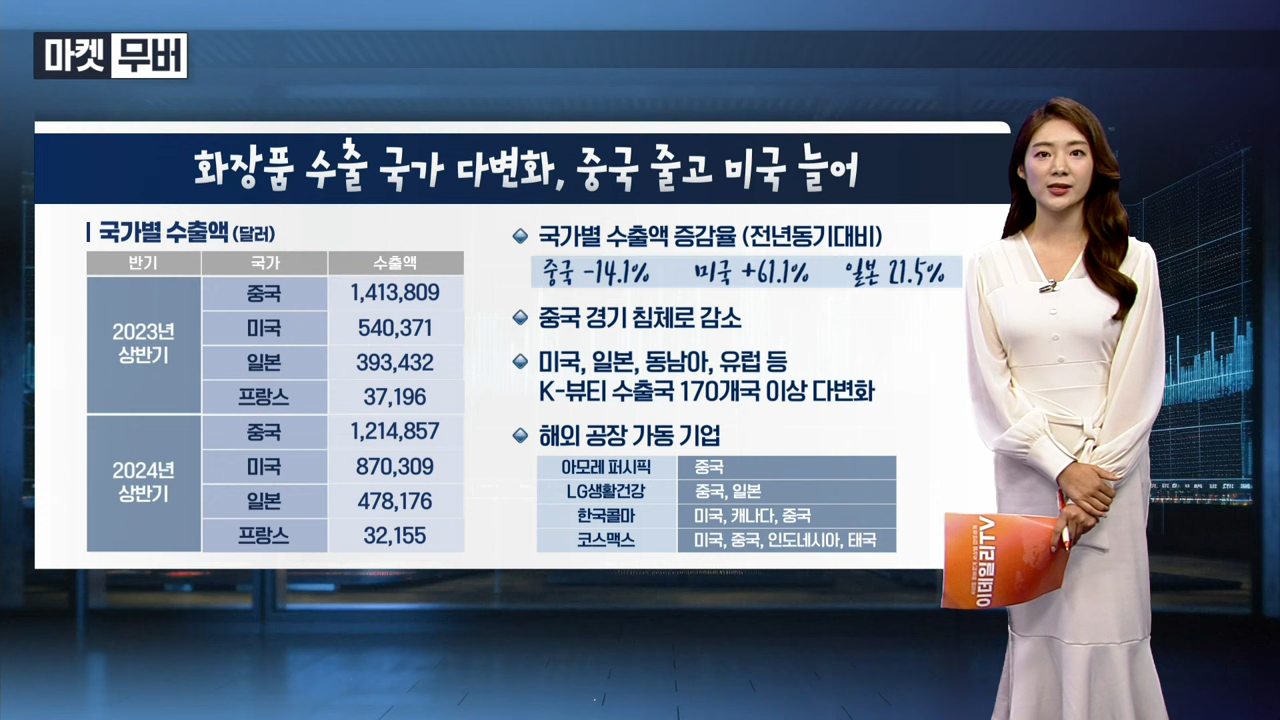 마켓 무버
화장품 수출 국가 다변화, 중국 줄고 미국 늘어
국가별 수출액 (달러)
반기 국가 수출액
2023년 상반기
중국 1,413,809
미국 540,371
일본 393,432
프랑스 37,196
2024년 상반기
중국 1,214,857
미국 870,309
일본 478,176
프랑스 32,155
국가별 수출액 증감율 (전년동기대비)
중국 -14.1% 미국 +61.1% 일본 21.5%
중국 경기 침체로 감소
미국, 일본, 동남아, 유럽 등
K-뷰티 수출국 170개국 이상 다변화
해외 공장 가동 기업
아모레 퍼시픽 중국
LG생활건강 중국, 일본
한국콜마 미국, 캐나다, 중국
코스맥스 미국, 중국, 인도네시아, 태국
이데일리TV